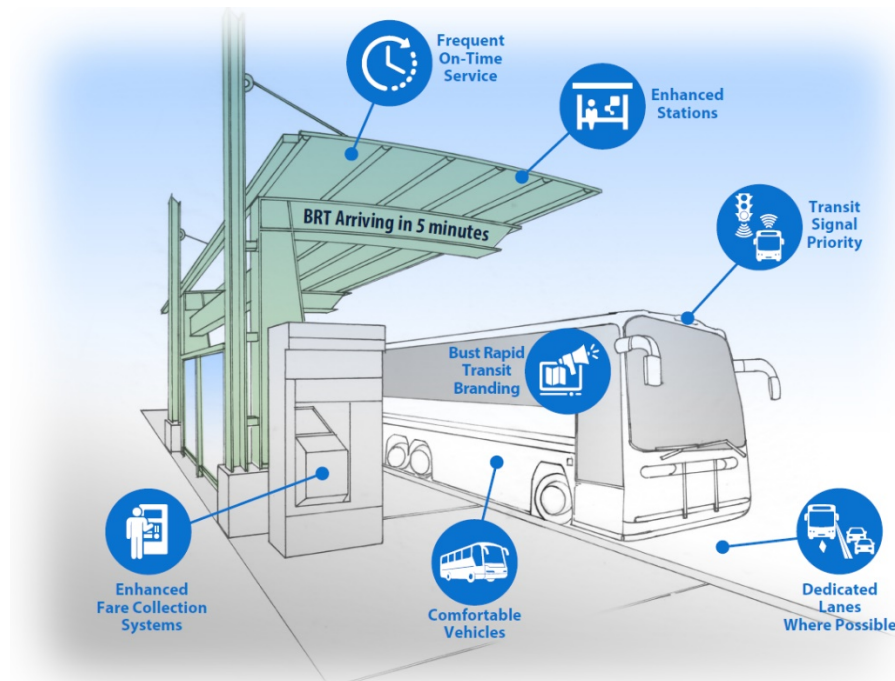 Frequent
On-Time
Service
Enhanced
Stations
Transit
Signal
Priority
BRT Arriving in 5 minutes
Bust Rapid
Transit
Branding
Enhanced
Fare Collection
Systems
Comfortable
Vehicles
Dedicated
Lanes
Where Possible